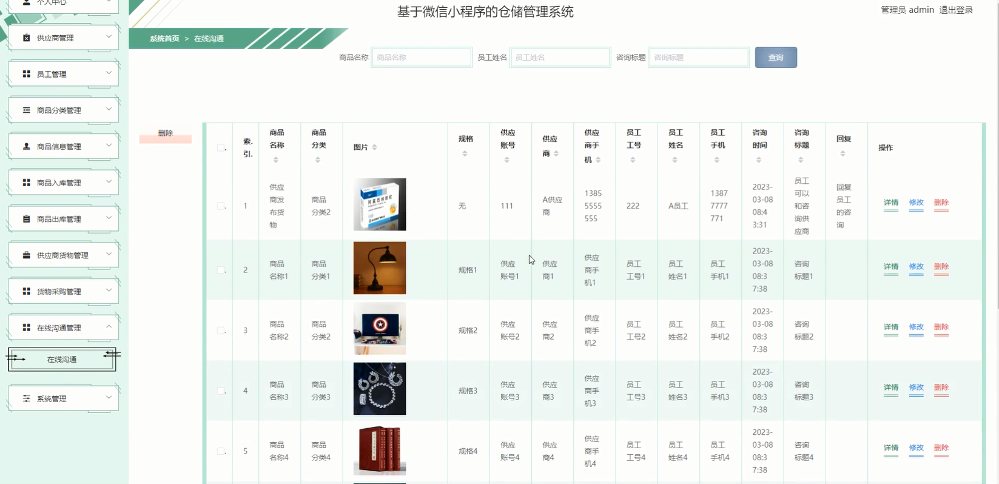 基于微信小程序的仓储管理系统
管理员 admin 退出登录
个人中心
供应商管理
员工管理
商品分类管理
商品信息管理
商品入库管理
商品出库管理
供应商货物管理
货物采购管理
在线沟通管理
在线沟通
系统管理
系统首页 > 在线沟通
商品名称 商品名称 员工姓名 员工姓名 咨询标题 咨询标题 查询
删除
索.
引.
商品
名称
商品
分类
图片
规格
供应
账号
供应
商
供应
商手
机
员工
工号
员工
姓名
员工
手机
咨询
时间
咨询
标题
回复
操作
1
供应
商发
布货
物
商品
分类2
无
111
A供应
商
1385
5555
555
222
A员工
1387
7777
771
2023-
03-08
08:4
3:31
员工
可以
和咨
询供
应商
回复
员工
的咨
询
详情 修改 删除
2
商品
名称1
商品
分类1
规格1
供应
账号1
供应
商1
供应
商手
机1
员工
工号1
员工
姓名1
员工
手机1
2023-
03-08
08:3
7:38
咨询
标题1
详情 修改 删除
3
商品
名称2
商品
分类2
规格2
供应
账号2
供应
商2
供应
商手
机2
员工
工号2
员工
姓名2
员工
手机2
2023-
03-08
08:3
7:38
咨询
标题2
详情 修改 删除
4
商品
名称3
商品
分类3
规格3
供应
账号3
供应
商3
供应
商手
机3
员工
工号3
员工
姓名3
员工
手机3
2023-
03-08
08:3
7:38
咨询
标题3
详情 修改 删除
5
商品
名称4
商品
分类4
规格4
供应
账号4
供应
商4
供应
商手
机4
员工
工号4
员工
姓名4
员工
手机4
2023-
03-08
08:3
7:38
咨询
标题4
详情 修改 删除